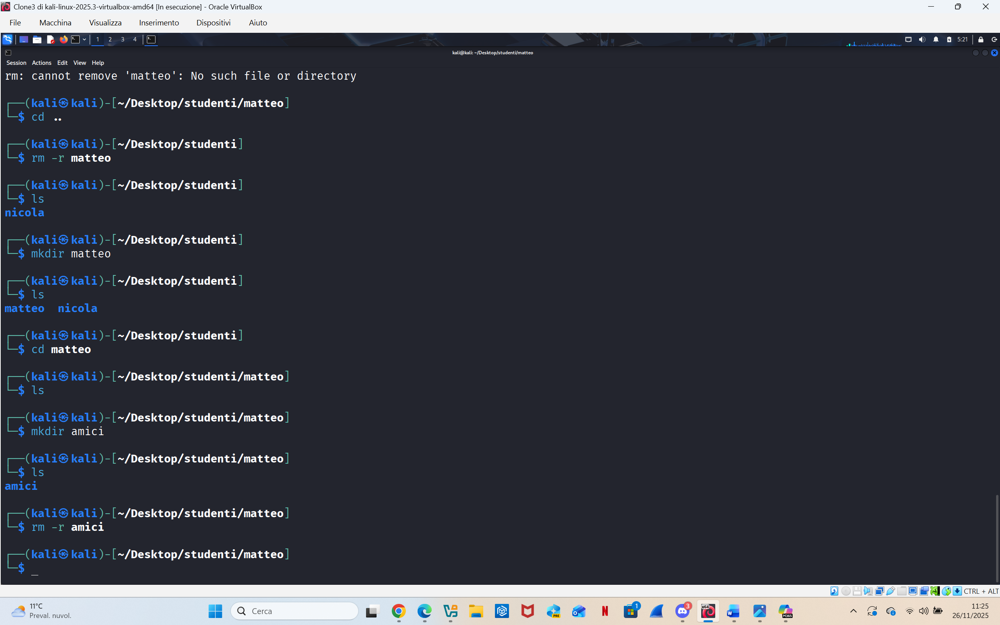 Clone3 di kali-linux-2025.3-virtualbox-amd64 [In esecuzione] - Oracle VirtualBox
File Macchina Visualizza Inserimento Dispositivi Aiuto
1 2 3 4 5:21
kali@kali: ~/Desktop/studenti/matteo
Session Actions Edit View Help
rm: cannot remove 'matteo': No such file or directory
┌──(kali㉿kali)-[~/Desktop/studenti/matteo]
└─$ cd ..
┌──(kali㉿kali)-[~/Desktop/studenti]
└─$ rm -r matteo
┌──(kali㉿kali)-[~/Desktop/studenti]
└─$ ls
nicola
┌──(kali㉿kali)-[~/Desktop/studenti]
└─$ mkdir matteo
┌──(kali㉿kali)-[~/Desktop/studenti]
└─$ ls
matteo  nicola
┌──(kali㉿kali)-[~/Desktop/studenti]
└─$ cd matteo
┌──(kali㉿kali)-[~/Desktop/studenti/matteo]
└─$ ls
┌──(kali㉿kali)-[~/Desktop/studenti/matteo]
└─$ mkdir amici
┌──(kali㉿kali)-[~/Desktop/studenti/matteo]
└─$ ls
amici
┌──(kali㉿kali)-[~/Desktop/studenti/matteo]
└─$ rm -r amici
┌──(kali㉿kali)-[~/Desktop/studenti/matteo]
└─$ _
CTRL + ALT
11°C
Preval. nuvol.
Cerca
PRE
1
3
x64
M365
11:25
26/11/2025